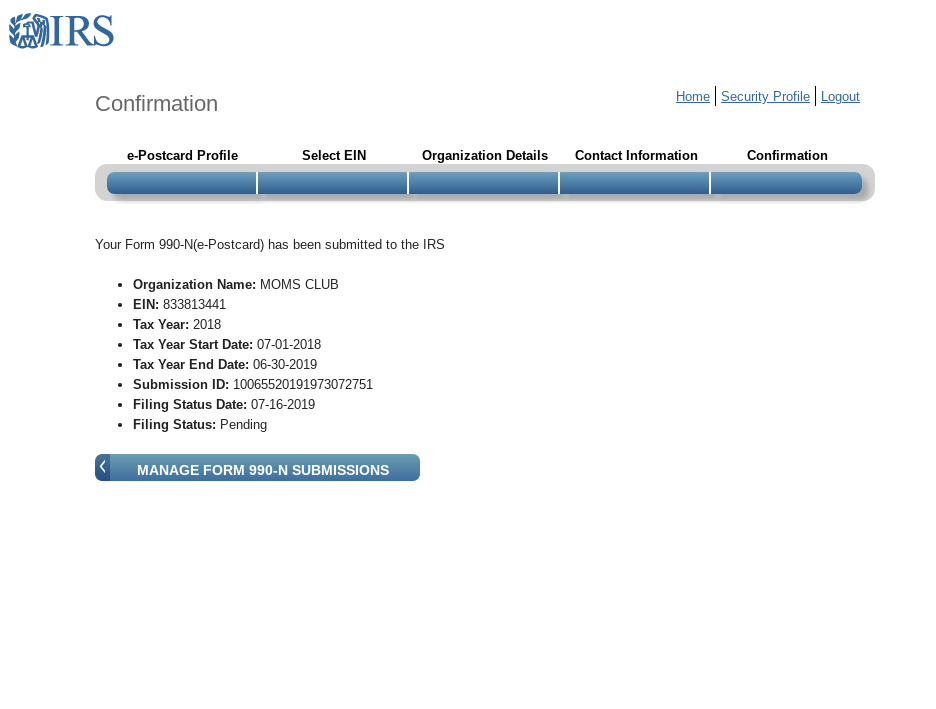 IRS
Confirmation
Home Security Profile Logout
e-Postcard Profile Select EIN Organization Details Contact Information Confirmation
Your Form 990-N(e-Postcard) has been submitted to the IRS
• Organization Name: MOMS CLUB
• EIN: 833813441
• Tax Year: 2018
• Tax Year Start Date: 07-01-2018
• Tax Year End Date: 06-30-2019
• Submission ID: 10065520191973072751
• Filing Status Date: 07-16-2019
• Filing Status: Pending
MANAGE FORM 990-N SUBMISSIONS